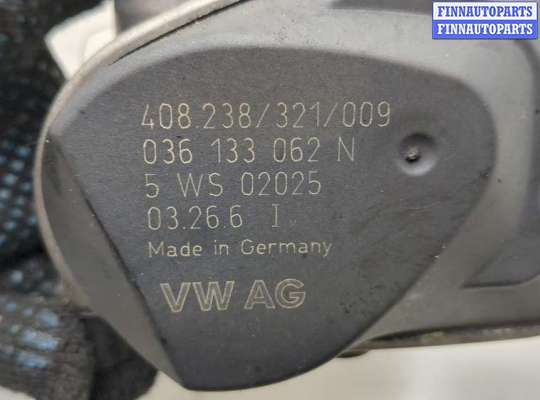 FINNAUTOPARTS
FINNAUTOPARTS
408.238/321/009
036 133 062 N
5 WS 02025
03.26.6 I
Made in Germany
VW AG